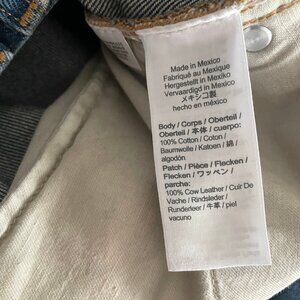 Made in Mexico
Fabriqué au Mexique
Hergestellt in Mexiko
Vervaardigd in Mexico
メキシコ製
hecho en méxico
Body / Corps / Oberteil /
Oberteil / 本体 / cuerpo:
100% Cotton / Coton /
Baumwolle / Katoen / 綿 /
algodón
Patch / Pièce / Flecken /
Flecken / ワッペン /
parche:
100% Cow Leather / Cuir De
Vache / Rindsleder /
Runderleer / 牛革 / piel
vacuno